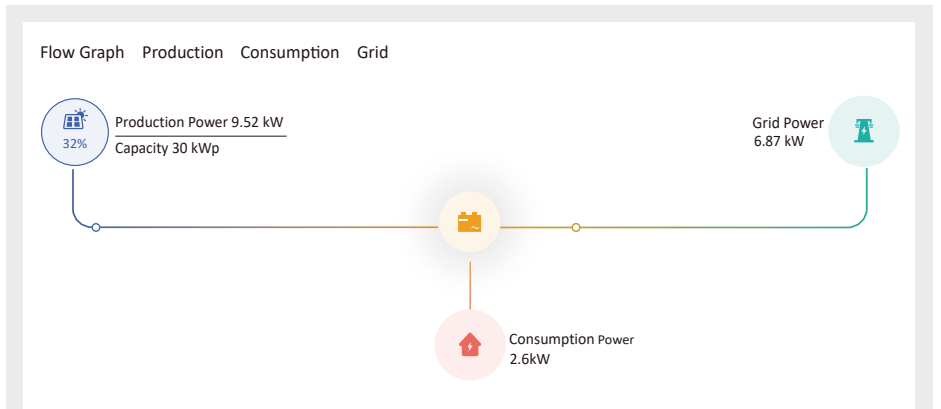 Flow Graph Production Consumption Grid
Production Power 9.52 kW
32%
Capacity 30 kWp
Grid Power
6.87 kW
Consumption Power
2.6kW